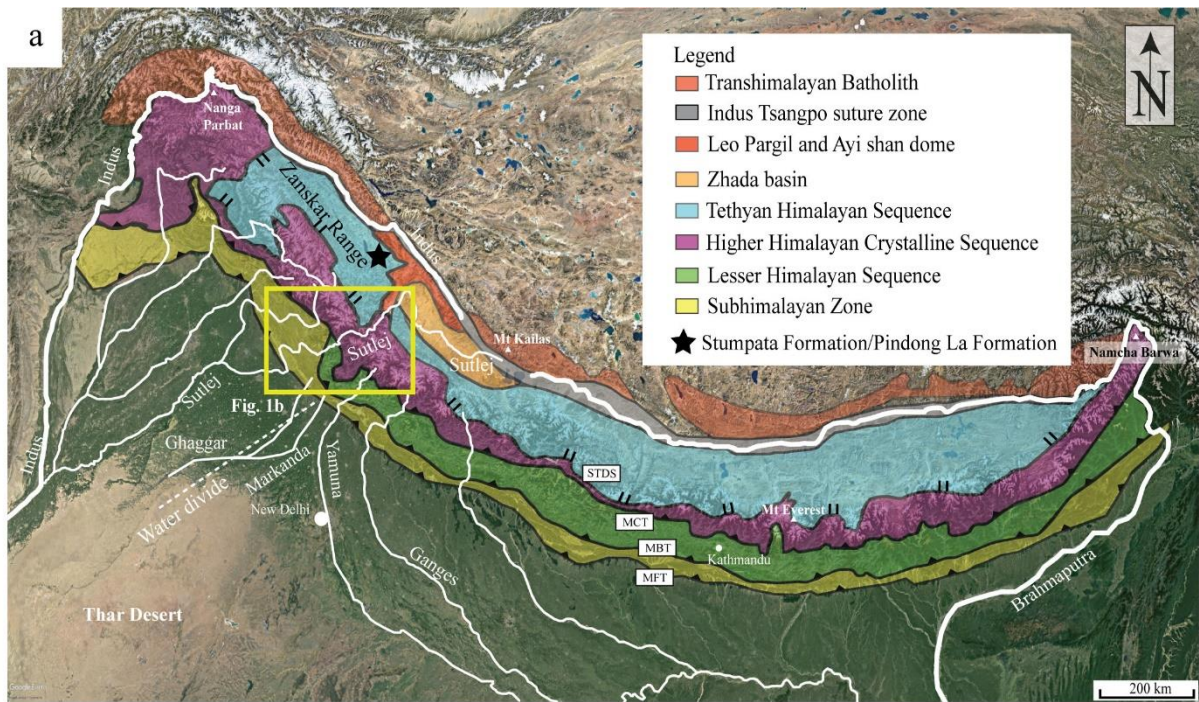 a
N
Legend
Transhimalayan Batholith
Indus Tsangpo suture zone
Leo Pargil and Ayi shan dome
Zhada basin
Tethyan Himalayan Sequence
Higher Himalayan Crystalline Sequence
Lesser Himalayan Sequence
Subhimalayan Zone
Stumpata Formation/Pindong La Formation
Nanga
Parbat
Indus
Zanskar Range
Indus
Mt Kailas
Namcha Barwa
Sutlej
Sutlej
Sutlej
Fig. 1b
Indus
Ghaggar
Markanda
Water divide
Yamuna
New Delhi
STDS
MCT
Mt Everest
MBT
Kathmandu
MFT
Ganges
Brahmaputra
Thar Desert
200 km